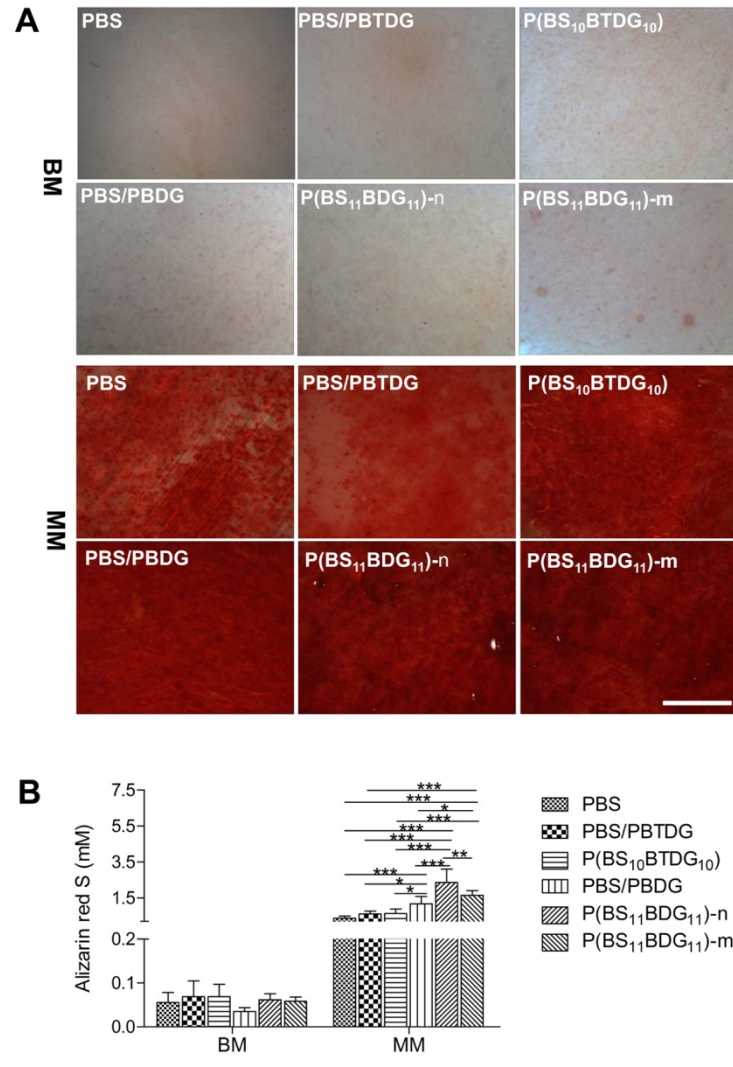 A
BM
PBS
PBS/PBTDG
P(BS₁₀BTDG₁₀)
PBS/PBDG
P(BS₁₁BDG₁₁)-n
P(BS₁₁BDG₁₁)-m
MM
PBS
PBS/PBTDG
P(BS₁₀BTDG₁₀)
PBS/PBDG
P(BS₁₁BDG₁₁)-n
P(BS₁₁BDG₁₁)-m
B
Alizarin red S (mM)
7.5
5.5
3.5
1.5
0.2
0.1
0.0
***
***
*
***
***
***
***
**
***
***
*
*
BM
MM
PBS
PBS/PBTDG
P(BS₁₀BTDG₁₀)
PBS/PBDG
P(BS₁₁BDG₁₁)-n
P(BS₁₁BDG₁₁)-m